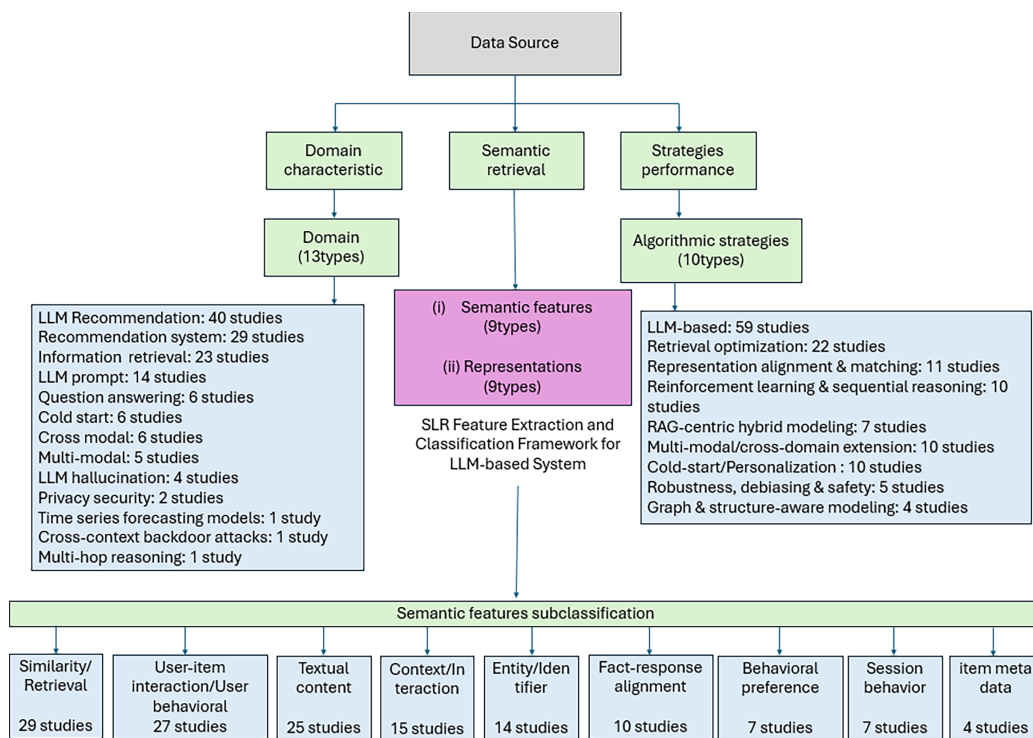 Data Source
Domain
characteristic
Semantic
retrieval
Strategies
performance
Domain
(13types)
Algorithmic strategies
(10types)
LLM Recommendation: 40 studies
Recommendation system: 29 studies
Information retrieval: 23 studies
LLM prompt: 14 studies
Question answering: 6 studies
Cold start: 6 studies
Cross modal: 6 studies
Multi-modal: 5 studies
LLM hallucination: 4 studies
Privacy security: 2 studies
Time series forecasting models: 1 study
Cross-context backdoor attacks: 1 study
Multi-hop reasoning: 1 study
(i) Semantic features
(9types)
(ii) Representations
(9types)
SLR Feature Extraction and
Classification Framework for
LLM-based System
LLM-based: 59 studies
Retrieval optimization: 22 studies
Representation alignment & matching: 11 studies
Reinforcement learning & sequential reasoning: 10
studies
RAG-centric hybrid modeling: 7 studies
Multi-modal/cross-domain extension: 10 studies
Cold-start/Personalization : 10 studies
Robustness, debiasing & safety: 5 studies
Graph & structure-aware modeling: 4 studies
Semantic features subclassification
Similarity/
Retrieval
29 studies
User-item
interaction/User
behavioral
27 studies
Textual
content
25 studies
Context/In
teraction
15 studies
Entity/Iden
tifier
14 studies
Fact-response
alignment
10 studies
Behavioral
preference
7 studies
Session
behavior
7 studies
item meta
data
4 studies